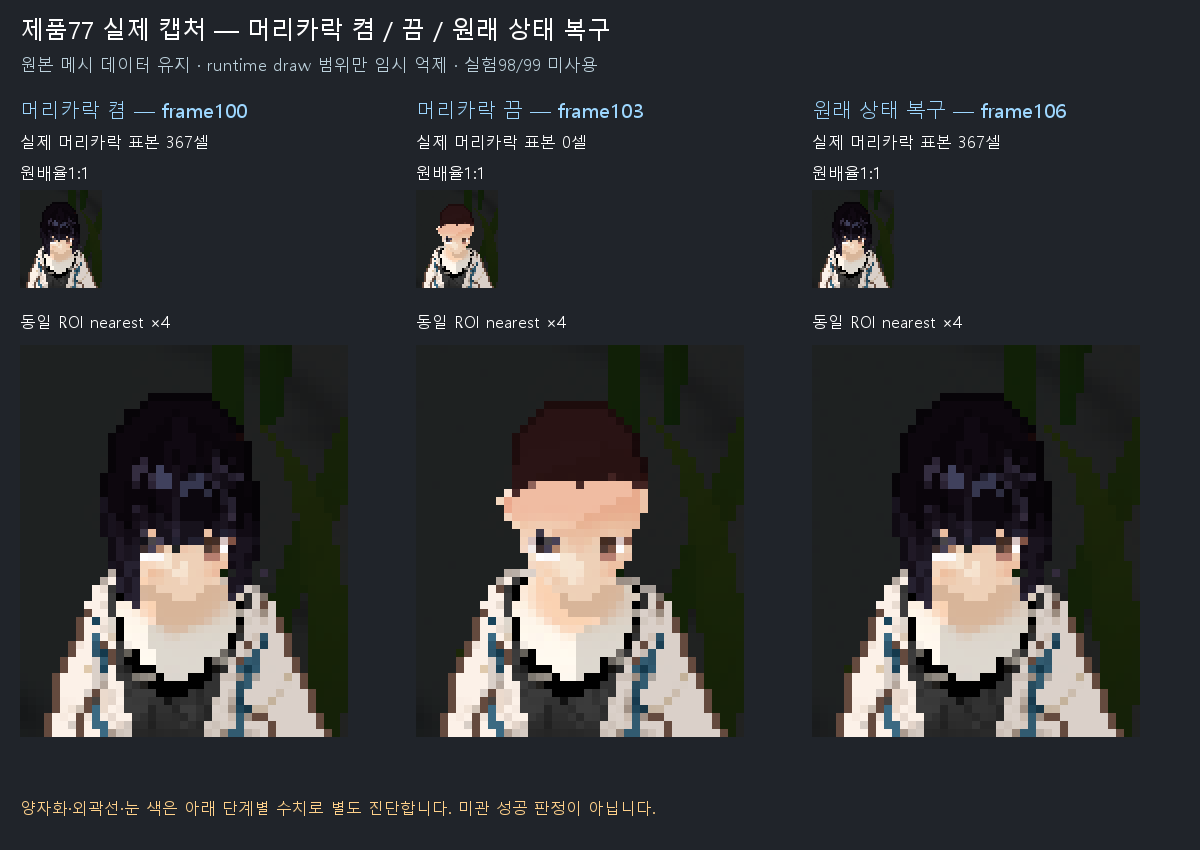 제품77 실제 캡처 — 머리카락 켬 / 끔 / 원래 상태 복구
원본 메시 데이터 유지 · runtime draw 범위만 임시 억제 · 실험98/99 미사용
머리카락 켬 — frame100
실제 머리카락 표본 367셀
원배율1:1
동일 ROI nearest ×4
머리카락 끔 — frame103
실제 머리카락 표본 0셀
원배율1:1
동일 ROI nearest ×4
원래 상태 복구 — frame106
실제 머리카락 표본 367셀
원배율1:1
동일 ROI nearest ×4
양자화·외곽선·눈 색은 아래 단계별 수치로 별도 진단합니다. 미관 성공 판정이 아닙니다.